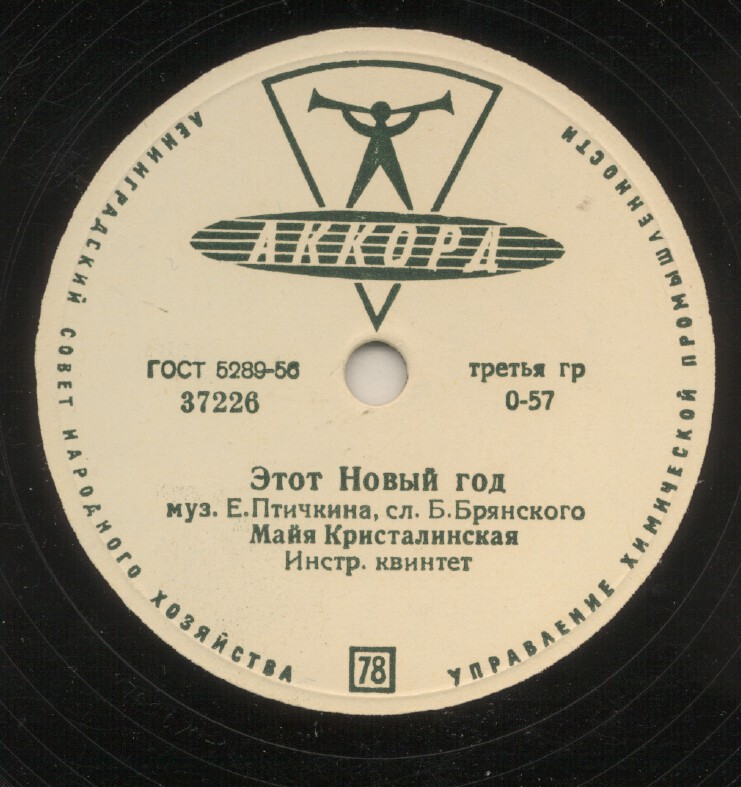 ЛЕНИНГРАДСКИЙ СОВЕТ НАРОДНОГО ХОЗЯЙСТВА
УПРАВЛЕНИЕ ХИМИЧЕСКОЙ ПРОМЫШЛЕННОСТИ
АККОРД
ГОСТ 5289-56
37226
третья гр
0-57
Этот Новый год
муз. Е.Птичкина, сл. Б.Брянского
Майя Кристалинская
Инстр. квинтет
78